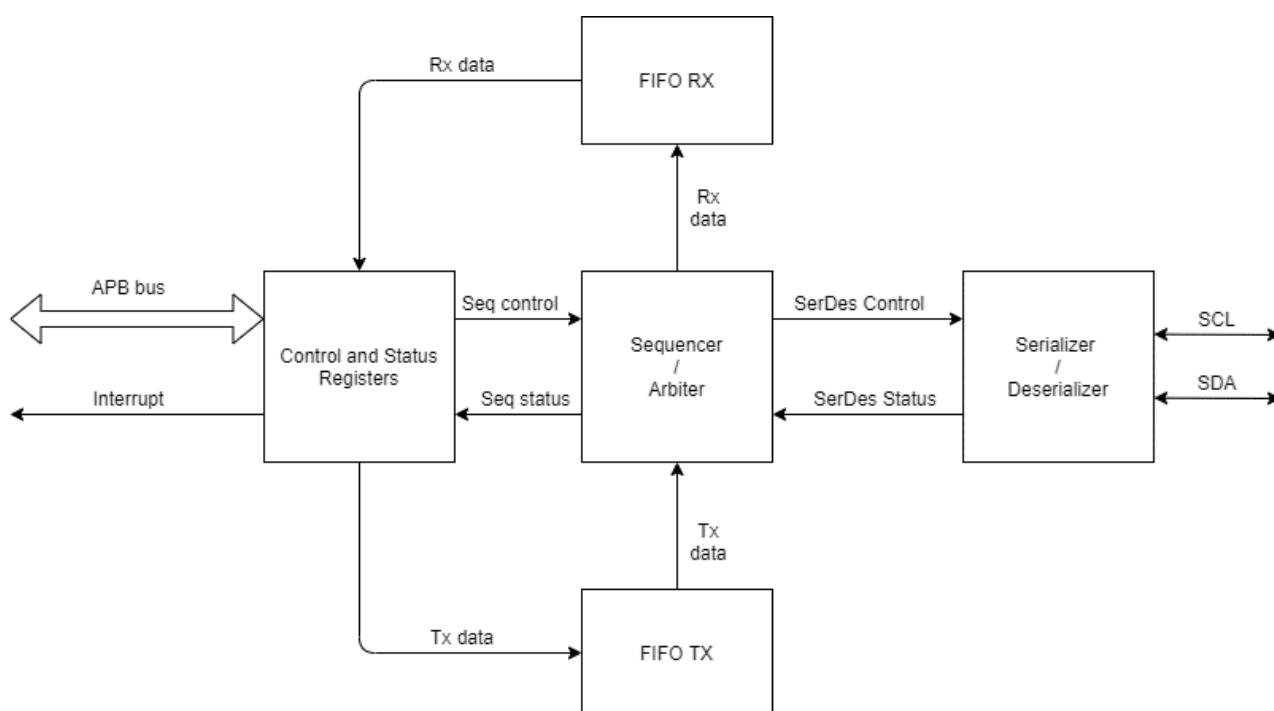 Rx data
FIFO RX
Rx
data
APB bus
Seq control
SerDes Control
SCL
Control and Status
Registers
Sequencer
/
Arbiter
Serializer
/
Deserializer
Interrupt
Seq status
SerDes Status
SDA
Tx
data
Tx data
FIFO TX